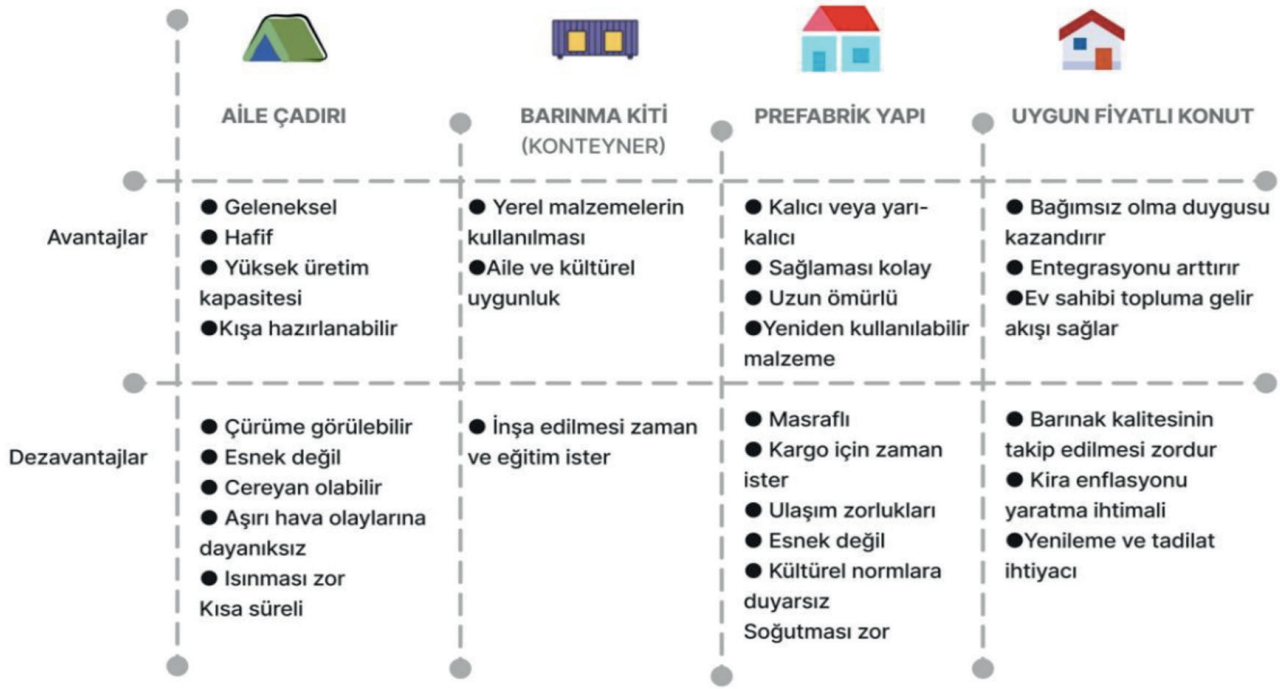 AİLE ÇADIRI
BARINMA KİTİ
(KONTEYNER)
PREFABRİK YAPI
UYGUN FİYATLI KONUT
Avantajlar
● Geleneksel
● Hafif
● Yüksek üretim
kapasitesi
●Kışa hazırlanabilir
● Yerel malzemelerin
kullanılması
●Aile ve kültürel
uygunluk
● Kalıcı veya yarı-
kalıcı
● Sağlaması kolay
● Uzun ömürlü
●Yeniden kullanılabilir
malzeme
● Bağımsız olma duygusu
kazandırır
● Entegrasyonu arttırır
●Ev sahibi topluma gelir
akışı sağlar
Dezavantajlar
● Çürüme görülebilir
● Esnek değil
● Cereyan olabilir
● Aşırı hava olaylarına
dayanıksız
● Isınması zor
Kısa süreli
● İnşa edilmesi zaman
ve eğitim ister
● Masraflı
● Kargo için zaman
ister
● Ulaşım zorlukları
● Esnek değil
● Kültürel normlara
duyarsız
Soğutması zor
● Barınak kalitesinin
takip edilmesi zordur
● Kira enflasyonu
yaratma ihtimali
●Yenileme ve tadilat
ihtiyacı